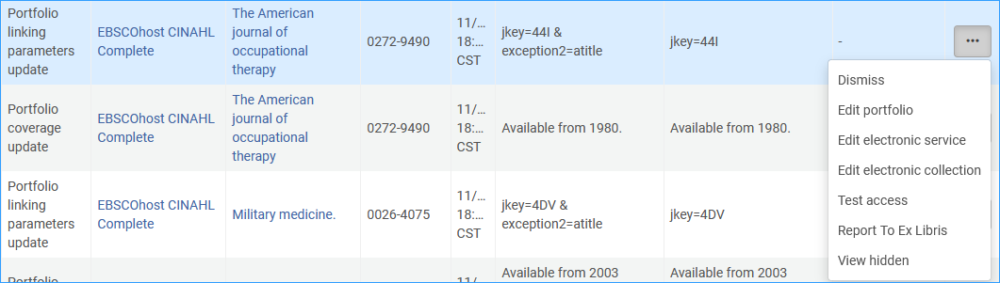 Portfolio
linking
parameters
update
EBSCOhost CINAHL
Complete
The American
journal of
occupational
therapy
0272-9490
11/...
18:...
CST
jkey=44I &
exception2=atitle
jkey=44I
-
...
Portfolio
coverage
update
EBSCOhost CINAHL
Complete
The American
journal of
occupational
therapy
0272-9490
11/...
18:...
CST
Available from 1980.
Available from 1980.
Portfolio
linking
parameters
update
EBSCOhost CINAHL
Complete
Military medicine.
0026-4075
11/...
18:...
CST
jkey=4DV &
exception2=atitle
jkey=4DV
Portfolio
11/...
Available from 2003
Available from 2003
Dismiss
Edit portfolio
Edit electronic service
Edit electronic collection
Test access
Report To Ex Libris
View hidden